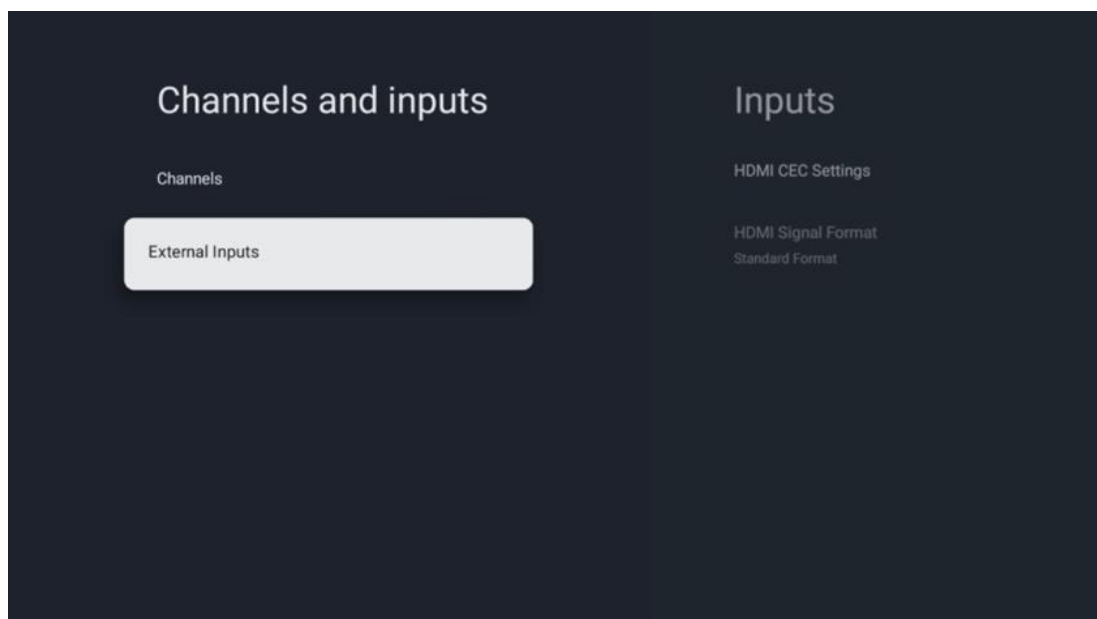 Channels and inputs
Channels
External Inputs
Inputs
HDMI CEC Settings
HDMI Signal Format
Standard Format